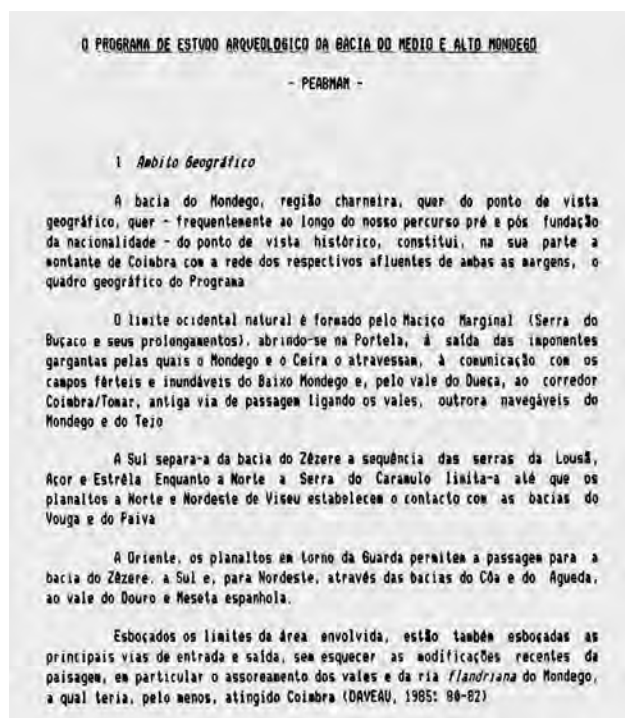 O PROGRAMA DE ESTUDO ARQUEOLOGICO DA BACIA DO MEDIO E ALTO MONDEGO
- PEABMAM -
1 Ambito Geográfico
A bacia do Mondego, região charneira, quer do ponto de vista
geográfico, quer - frequentemente ao longo do nosso percurso pré e pós fundação
da nacionalidade - do ponto de vista histórico, constitui, na sua parte a
montante de Coimbra com a rede dos respectivos afluentes de ambas as margens, o
quadro geográfico do Programa
O limite ocidental natural é formado pelo Maciço Marginal (Serra do
Buçaco e seus prolongamentos), abrindo-se na Portela, á saída das imponentes
gargantas pelas quais o Mondego e o Ceira o atravessam, à comunicação com os
campos férteis e inundáveis do Baixo Mondego e, pelo vale do Dueça, ao corredor
Coimbra/Tomar, antiga via de passagem ligando os vales, outrora navegáveis do
Mondego e do Tejo
A Sul separa-a da bacia do Zêzere a sequência das serras da Lousã,
Açor e Estrêla Enquanto a Norte a Serra do Caramulo limita-a até que os
planaltos a Norte e Nordeste de Viseu estabelecem o contacto com as bacias do
Vouga e do Paiva
A Oriente, os planaltos em torno da Guarda permitem a passagem para a
bacia do Zêzere, a Sul e, para Nordeste, através das bacias do Côa e do Agueda,
ao vale do Douro e Meseta espanhola.
Esboçados os limites da área envolvida, estão também esboçadas as
principais vias de entrada e saída, sem esquecer as modificações recentes da
paisagem, em particular o assoreamento dos vales e da ria flandriana do Mondego,
a qual teria, pelo menos, atingido Coimbra (DAVEAU, 1985: 80-82)